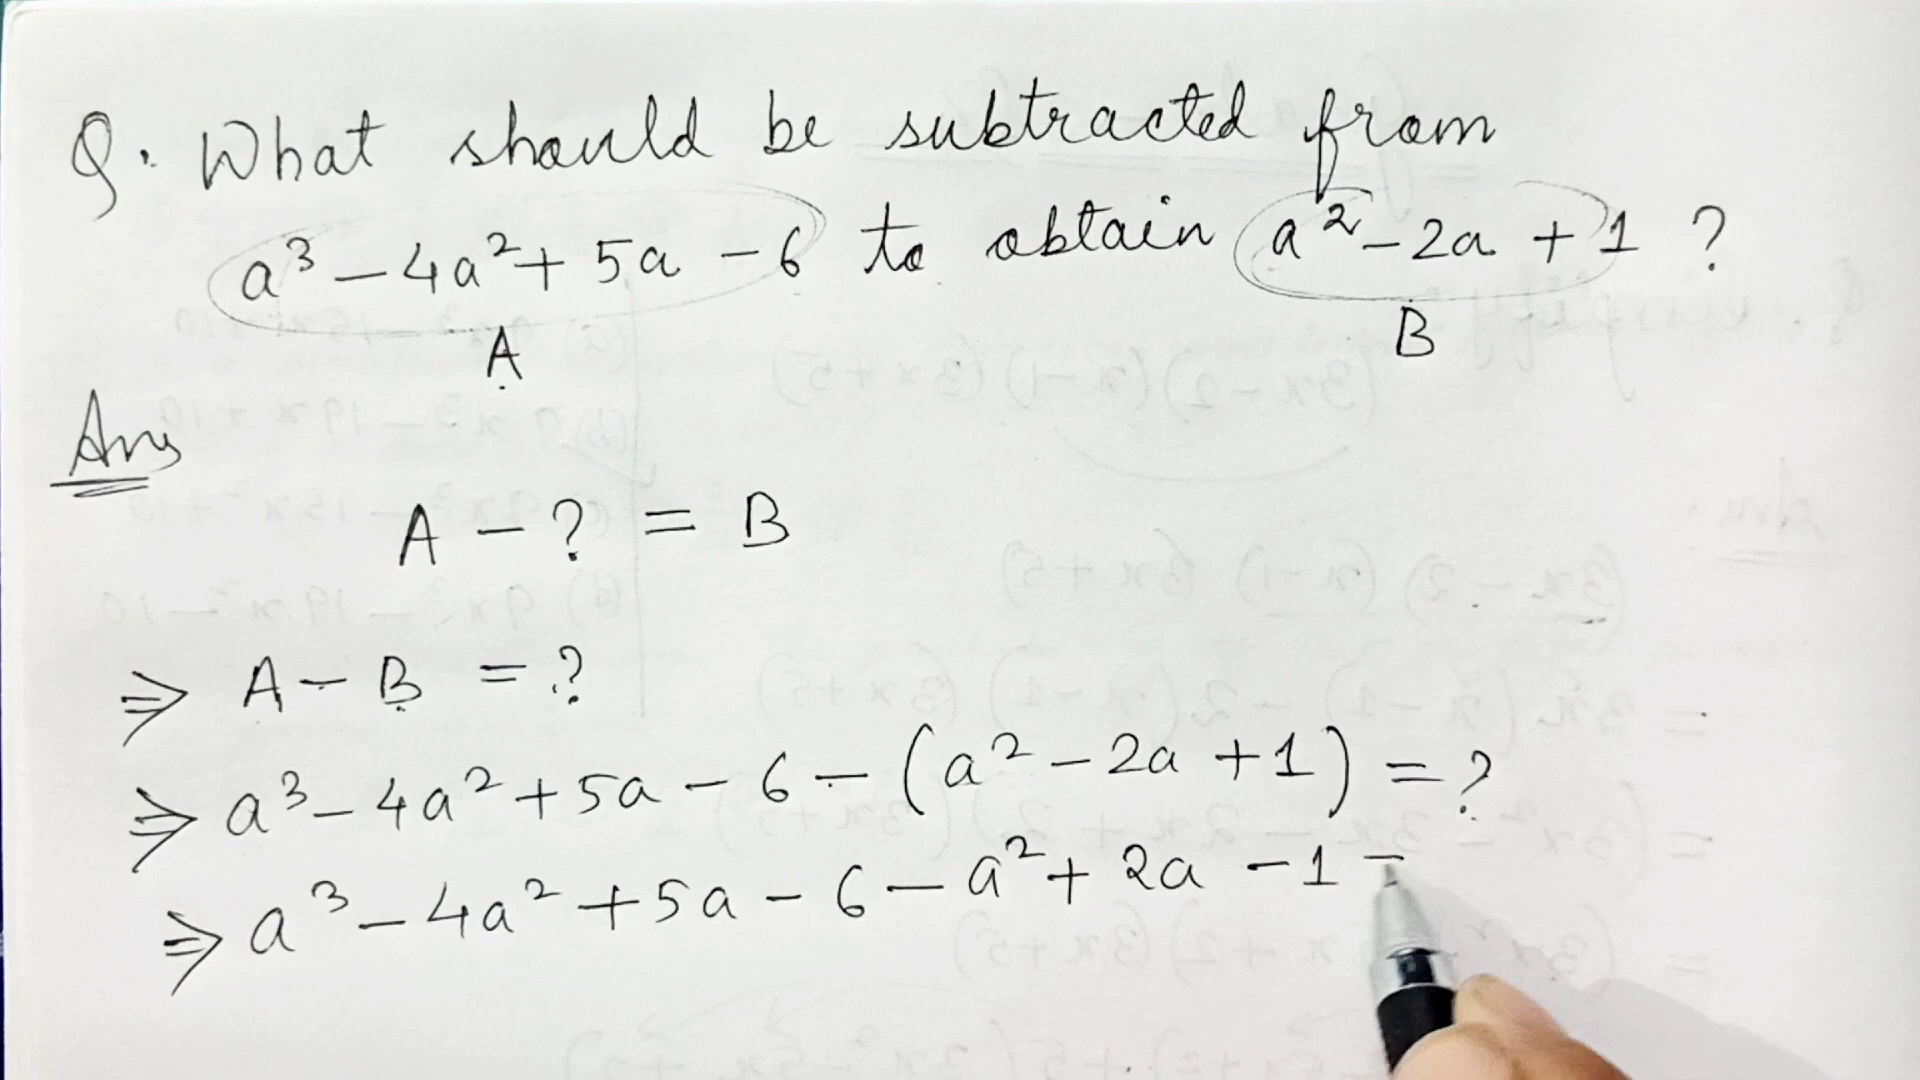 Q. What should be subtracted from
a³ – 4a² + 5a – 6 to obtain a² – 2a + 1 ?
A B
Ans
A – ? = B
⇒ A – B = ?
⇒ a³ – 4a² + 5a – 6 – (a² – 2a + 1) = ?
⇒ a³ – 4a² + 5a – 6 – a² + 2a – 1 =